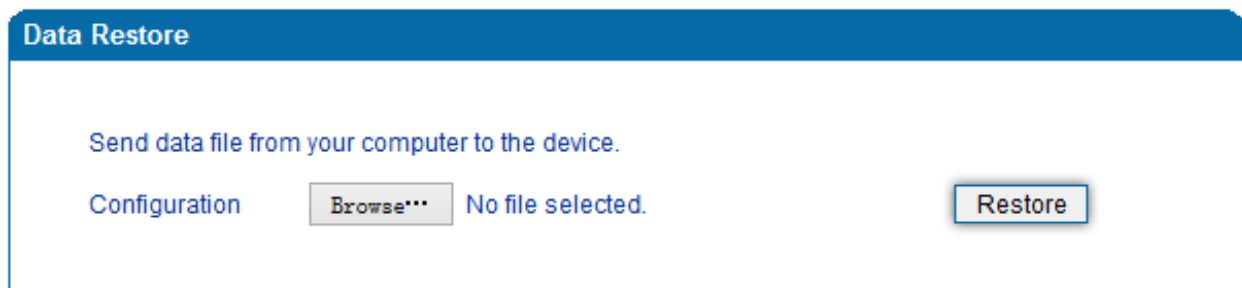 Data Restore
Send data file from your computer to the device.
Configuration Browse··· No file selected. Restore